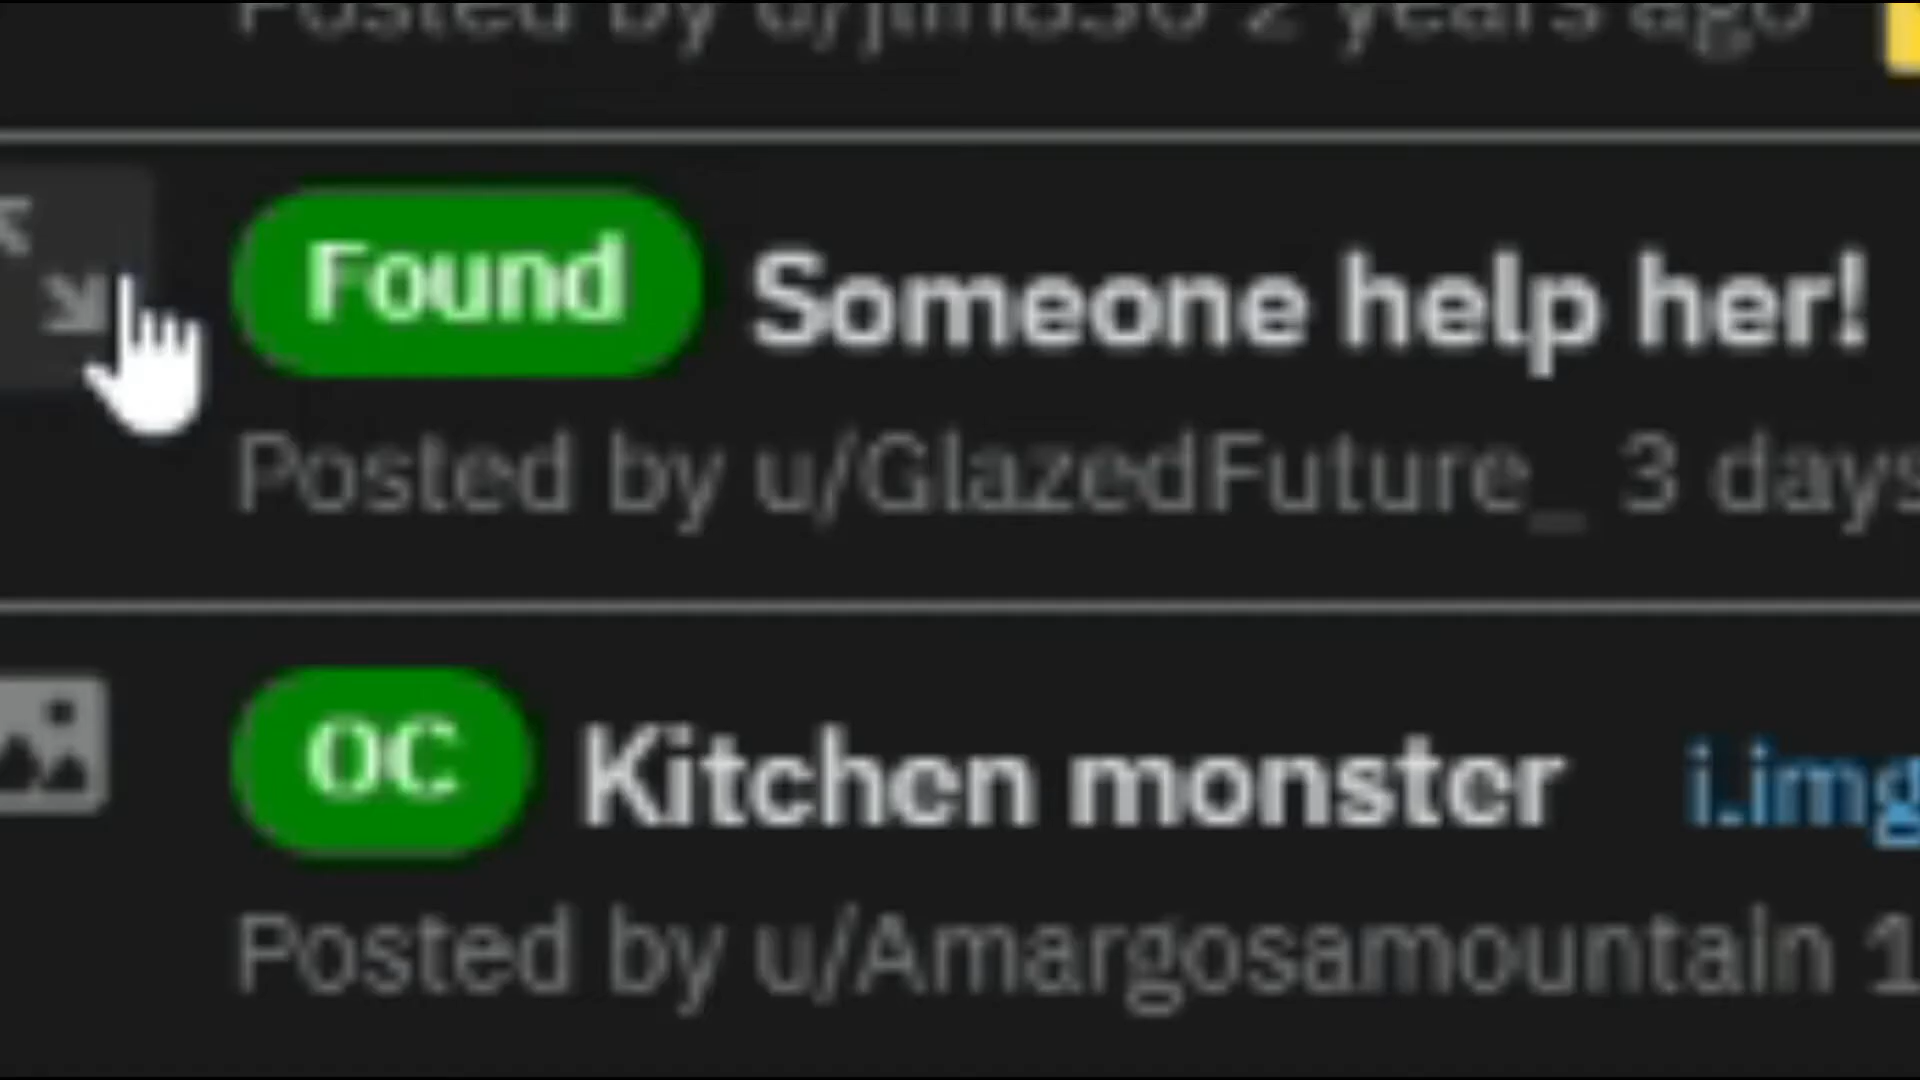 Posted by u/jimb530 2 years ago
Found Someone help her!
Posted by u/GlazedFuture_ 3 days
OC Kitchen monster i.img
Posted by u/Amargosamountain 1